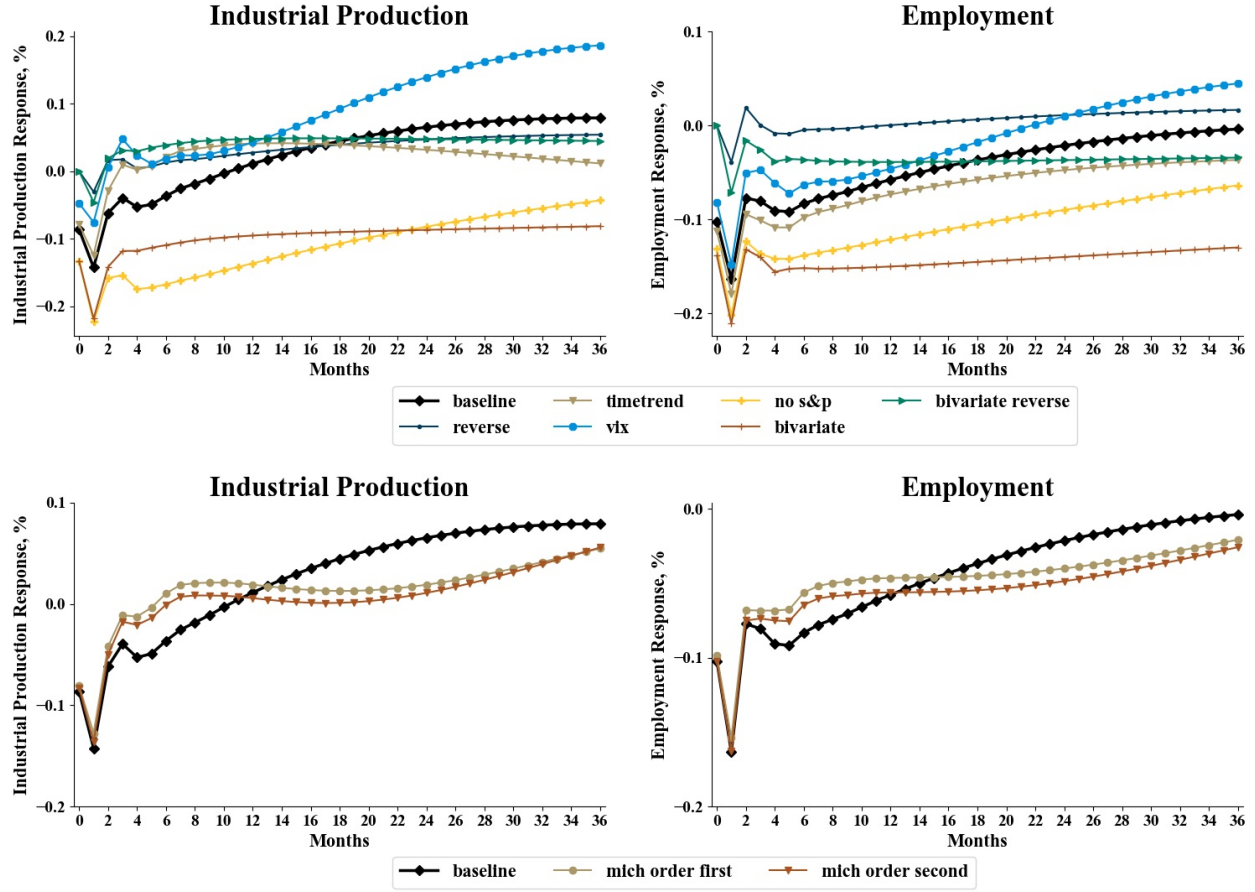 Industrial Production
Employment
Industrial Production Response, %
0.2
0.1
0.0
−0.1
−0.2
0 2 4 6 8 10 12 14 16 18 20 22 24 26 28 30 32 34 36
Months
Employment Response, %
0.1
0.0
−0.1
−0.2
0 2 4 6 8 10 12 14 16 18 20 22 24 26 28 30 32 34 36
Months
baseline timetrend no s&p bivariate reverse
reverse vix bivariate
Industrial Production
Employment
Industrial Production Response, %
0.1
0.0
−0.1
−0.2
0 2 4 6 8 10 12 14 16 18 20 22 24 26 28 30 32 34 36
Months
Employment Response, %
0.0
−0.1
−0.2
0 2 4 6 8 10 12 14 16 18 20 22 24 26 28 30 32 34 36
Months
baseline mich order first mich order second